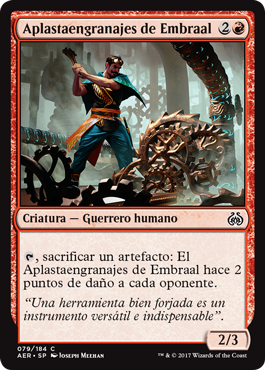 Aplastaengranajes de Embraal 2
Criatura — Guerrero humano
, sacrificar un artefacto: El
Aplastaengranajes de Embraal hace 2
puntos de daño a cada oponente.
“Una herramienta bien forjada es un
instrumento versátil e indispensable”.
2/3
079/184 C
AER • SP Joseph Meehan
™ & © 2017 Wizards of the Coast